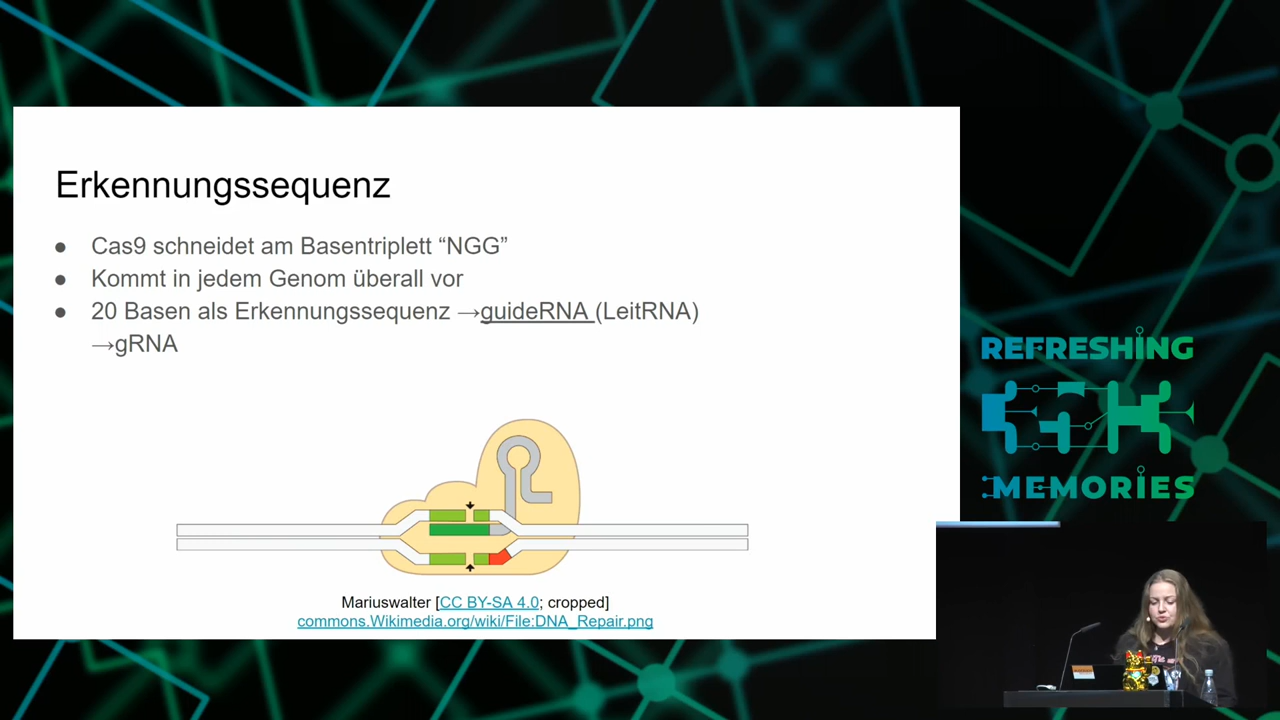 Erkennungssequenz
● Cas9 schneidet am Basentriplett “NGG”
● Kommt in jedem Genom überall vor
● 20 Basen als Erkennungssequenz →guideRNA (LeitRNA)
→gRNA
Mariuswalter [CC BY-SA 4.0; cropped]
commons.Wikimedia.org/wiki/File:DNA_Repair.png
REFRESHING
MEMORIES